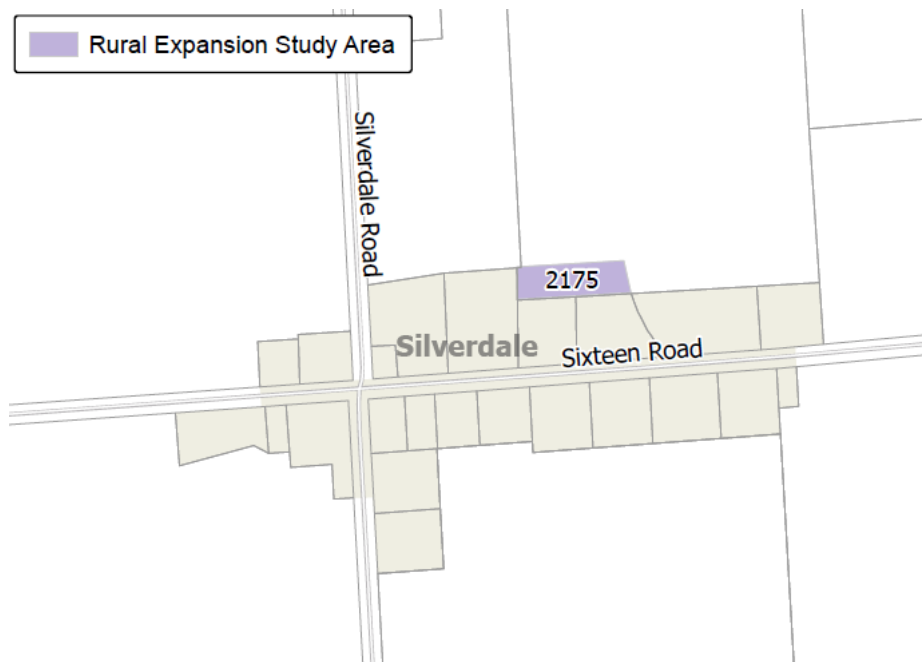 Rural Expansion Study Area
Silverdale Road
2175
Silverdale
Sixteen Road